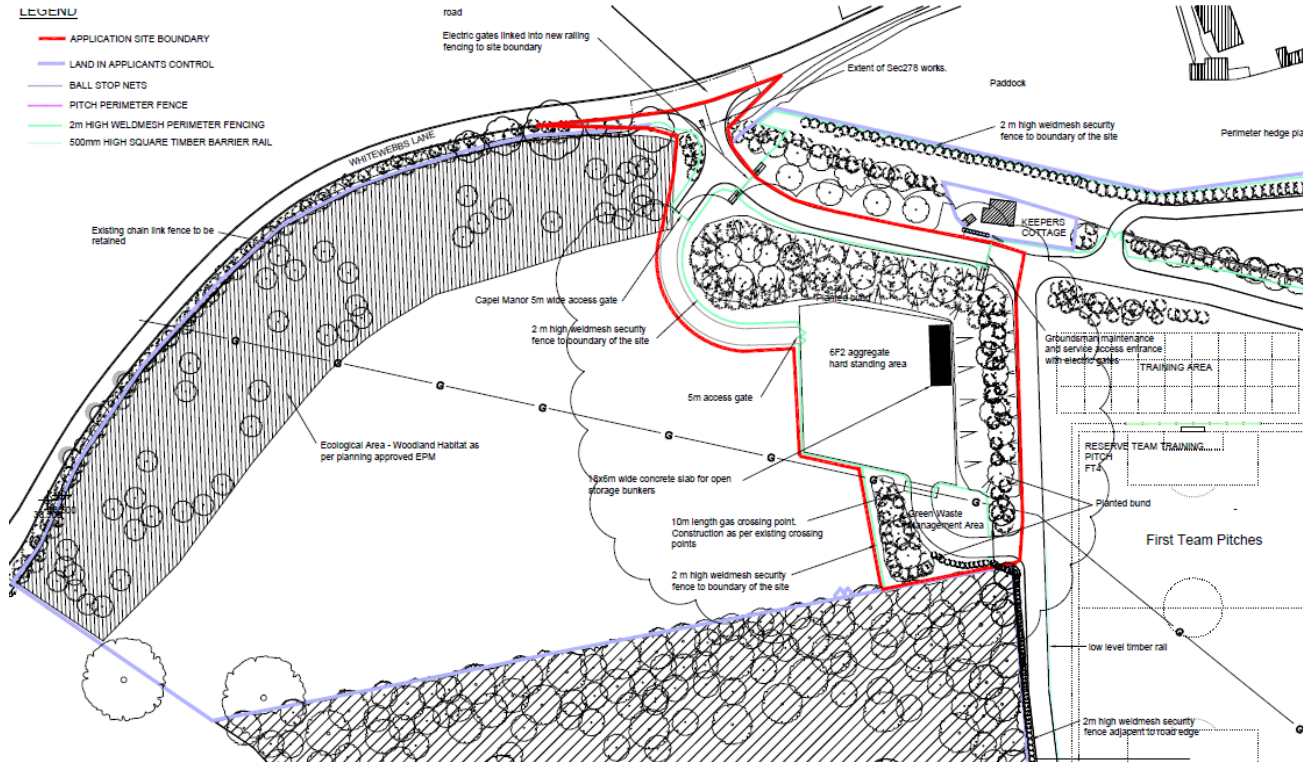 LEGEND
APPLICATION SITE BOUNDARY
LAND IN APPLICANTS CONTROL
BALL STOP NETS
PITCH PERIMETER FENCE
2m HIGH WELDMESH PERIMETER FENCING
500mm HIGH SQUARE TIMBER BARRIER RAIL
road
Electric gates linked into new railing
fencing to site boundary
Extent of Sec278 works.
Paddock
2 m high weldmesh security
fence to boundary of the site
Perimeter hedge pla
WHITEWEBBS LANE
Existing chain link fence to be
retained
KEEPERS
COTTAGE
Capel Manor 5m wide access gate
Planted bund
2 m high weldmesh security
fence to boundary of the site
6F2 aggregate
hard standing area
Groundsman maintenance
and service access entrance
with electric gates
TRAINING AREA
5m access gate
G
G
G
G
G
G
G
G
G
G
Ecological Area - Woodland Habitat as
per planning approved EPM
RESERVE TEAM TRAINING
PITCH
FT4
wide concrete slab for open
storage bunkers
Planted bund
10m length gas crossing point.
Construction as per existing crossing
points
Green Waste
Management Area
First Team Pitches
2 m high weldmesh security
fence to boundary of the site
low level timber rail
2m high weldmesh security
fence adjacent to road edge